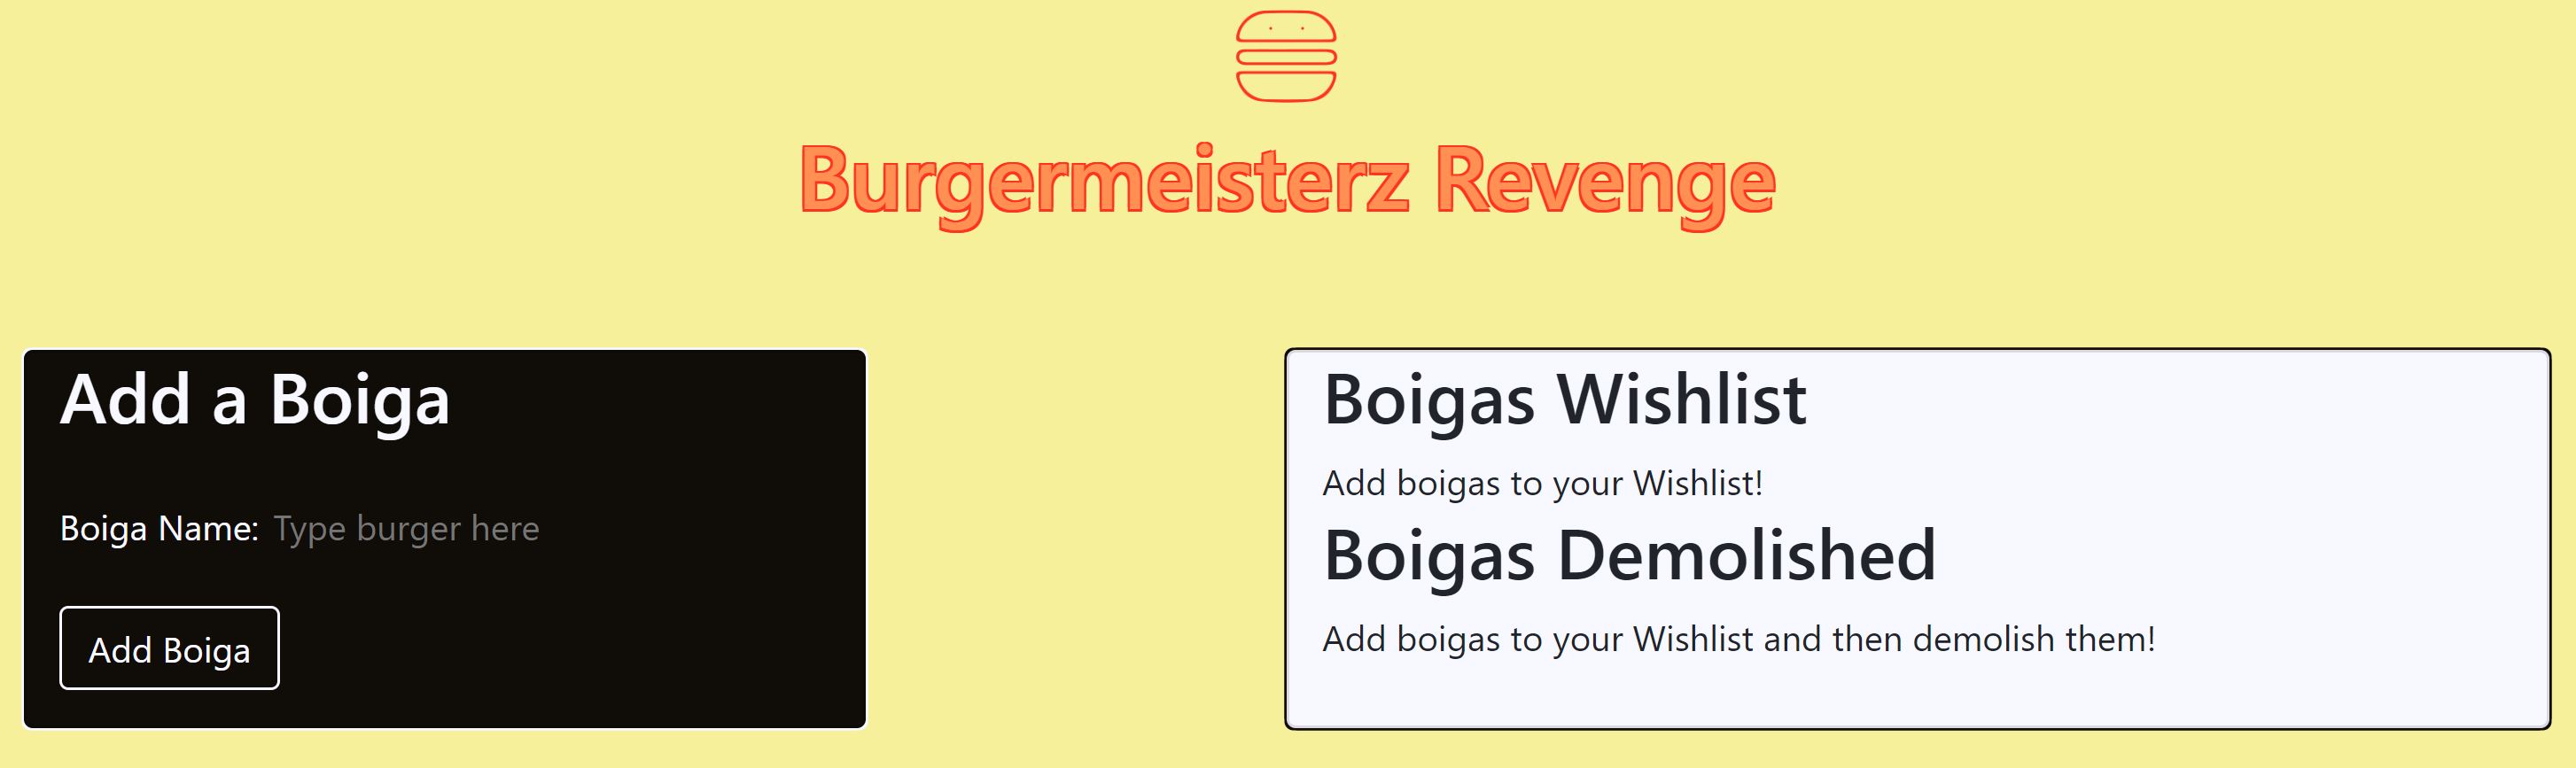 Burgermeisterz Revenge
Add a Boiga
Boiga Name: Type burger here
Add Boiga
Boigas Wishlist
Add boigas to your Wishlist!
Boigas Demolished
Add boigas to your Wishlist and then demolish them!